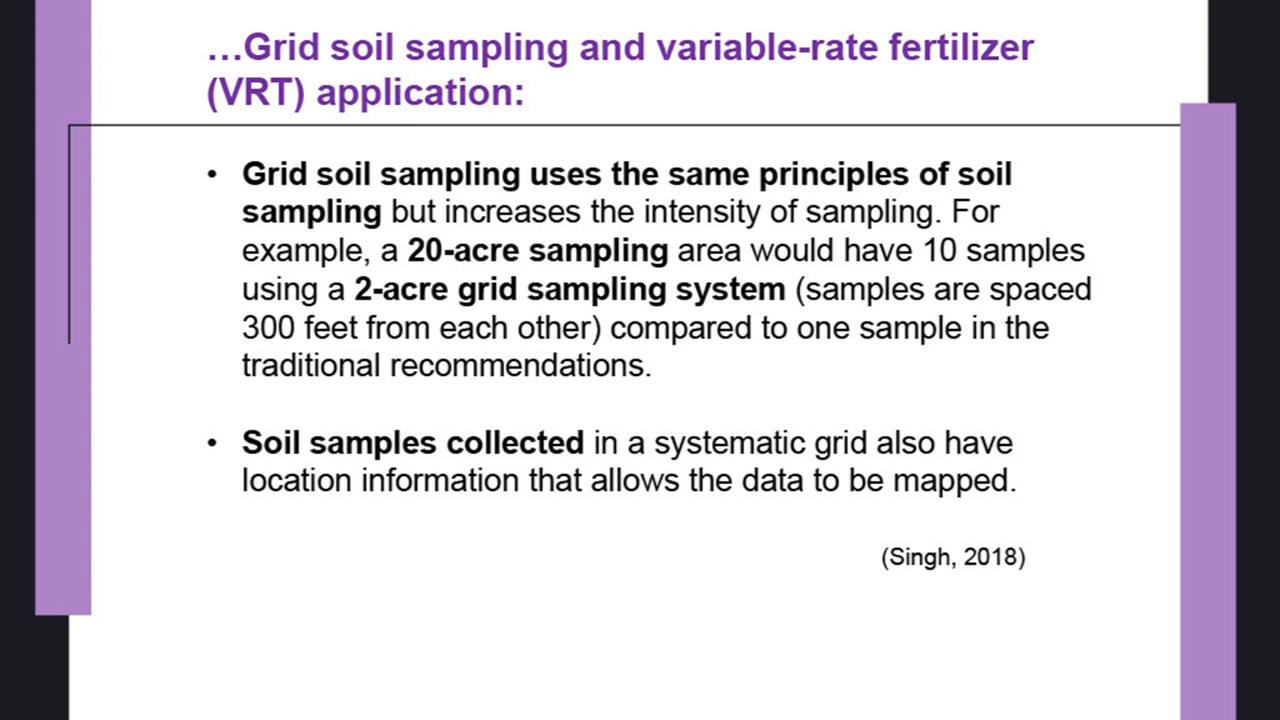 …Grid soil sampling and variable-rate fertilizer
(VRT) application:
• Grid soil sampling uses the same principles of soil
sampling but increases the intensity of sampling. For
example, a 20-acre sampling area would have 10 samples
using a 2-acre grid sampling system (samples are spaced
300 feet from each other) compared to one sample in the
traditional recommendations.
• Soil samples collected in a systematic grid also have
location information that allows the data to be mapped.
(Singh, 2018)